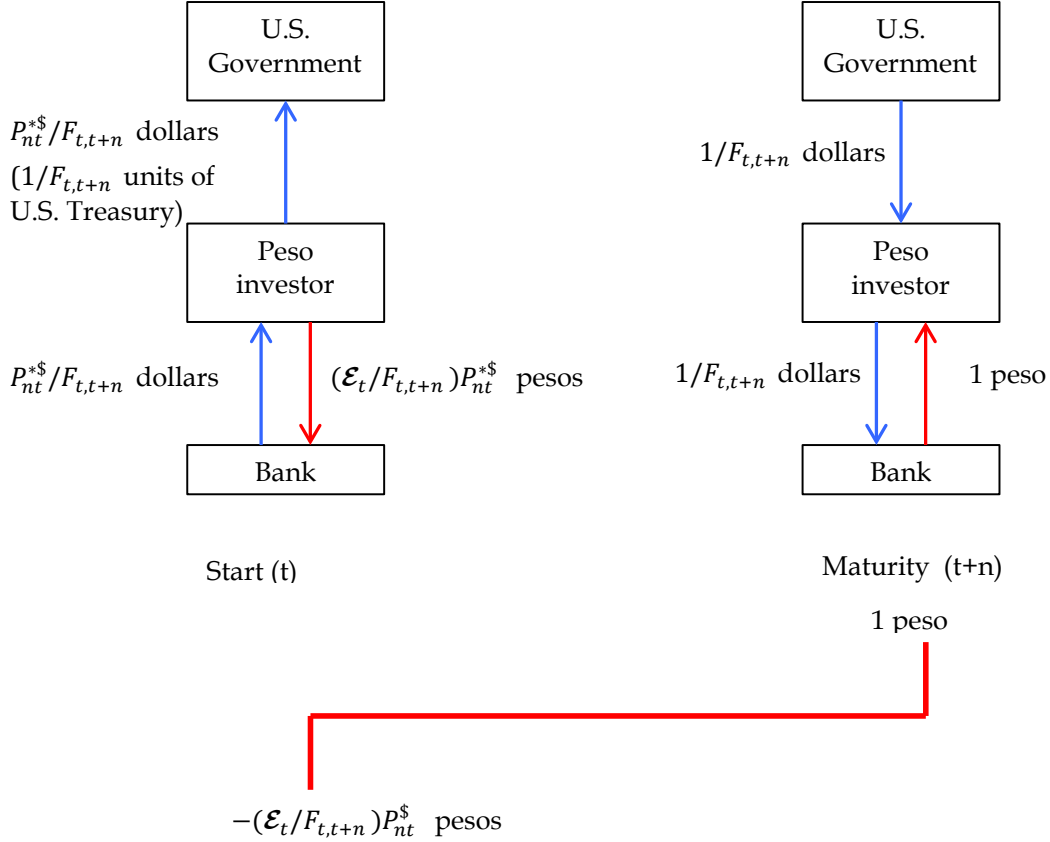 U.S.
Government
P*$nt/Ft,t+n dollars
(1/Ft,t+n units of
U.S. Treasury)
Peso
investor
P*$nt/Ft,t+n dollars
(ℰt/Ft,t+n)P*$nt pesos
Bank
Start (t)
U.S.
Government
1/Ft,t+n dollars
Peso
investor
1/Ft,t+n dollars
1 peso
Bank
Maturity (t+n)
1 peso
−(ℰt/Ft,t+n)P$nt pesos